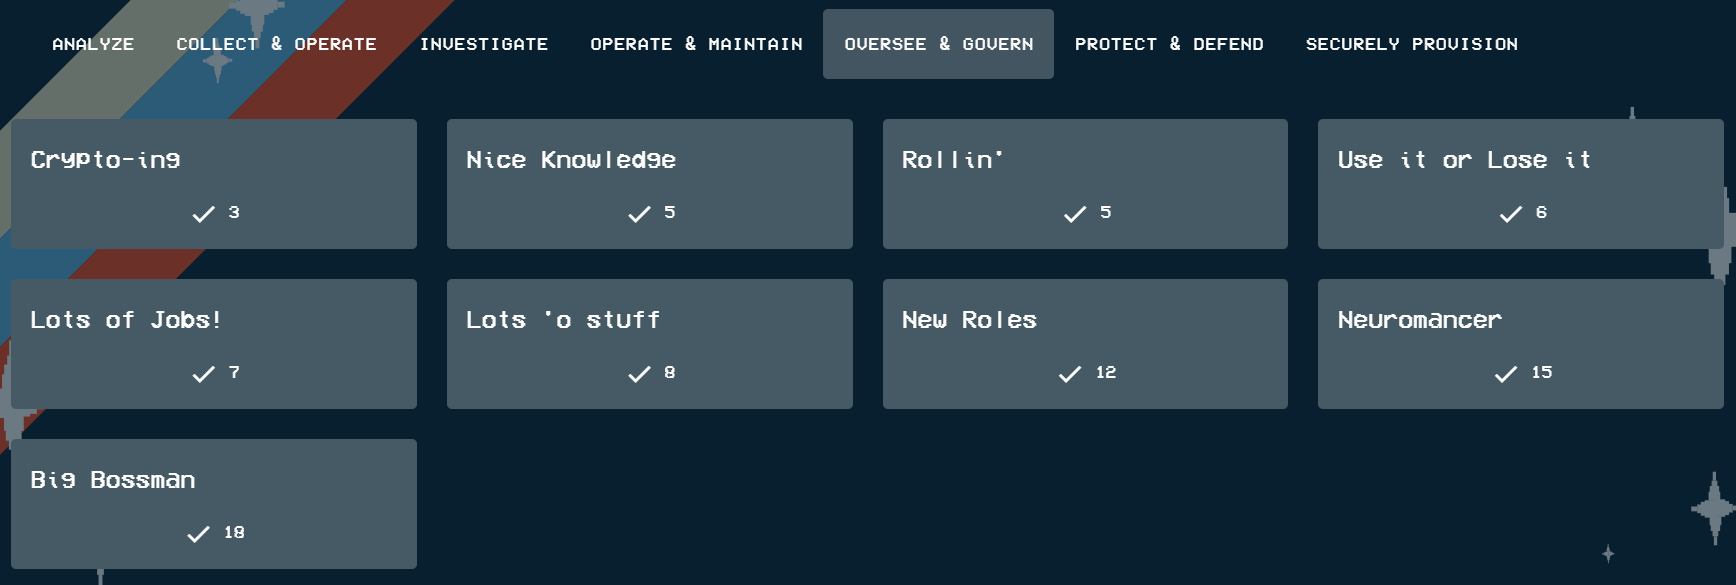 ANALYZE COLLECT & OPERATE INVESTIGATE OPERATE & MAINTAIN OVERSEE & GOVERN PROTECT & DEFEND SECURELY PROVISION
Crypto-ing Nice Knowledge Rollin' Use it or Lose it
3 5 5 6
Lots of Jobs! Lots 'o stuff New Roles Neuromancer
7 8 12 15
Big Bossman
18